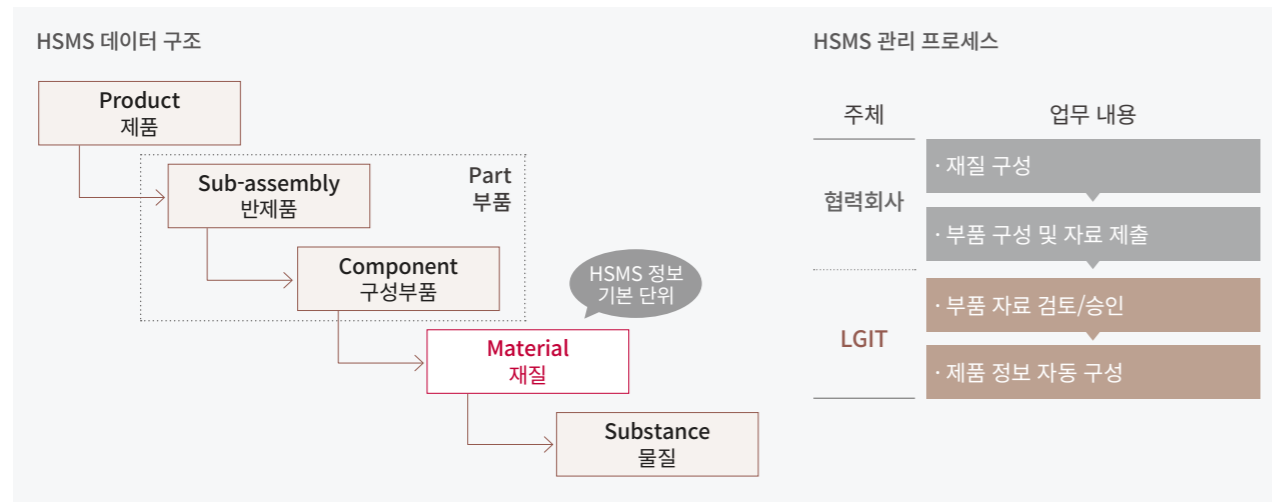 HSMS 데이터 구조
Product
제품
Sub-assembly
반제품
Part
부품
Component
구성부품
HSMS 정보
기본 단위
Material
재질
Substance
물질
HSMS 관리 프로세스
주체
업무 내용
협력회사
· 재질 구성
· 부품 구성 및 자료 제출
LGIT
· 부품 자료 검토/승인
· 제품 정보 자동 구성